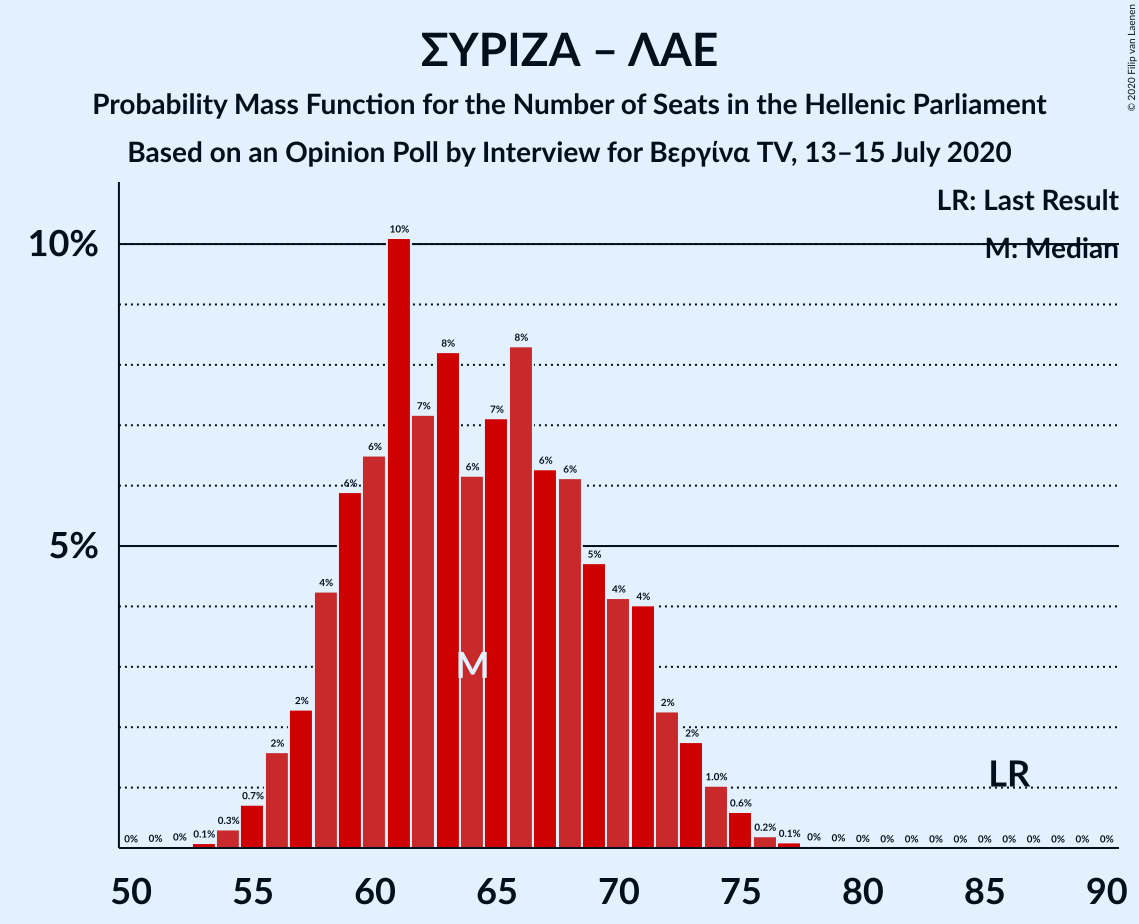 ΣΥΡΙΖΑ – ΛΑΕ
Probability Mass Function for the Number of Seats in the Hellenic Parliament
Based on an Opinion Poll by Interview for Βεργίνα TV, 13–15 July 2020
© 2020 Filip van Laenen
LR: Last Result
M: Median
10%
5%
0% 0% 0% 0.1% 0.3% 0.7% 2% 2% 4% 6% 6% 10% 7% 8% 6% 7% 8% 6% 6% 5% 4% 4% 2% 2% 1.0% 0.6% 0.2% 0.1% 0% 0% 0% 0% 0% 0% 0% 0% 0% 0% 0% 0% 0%
M
LR
50 55 60 65 70 75 80 85 90